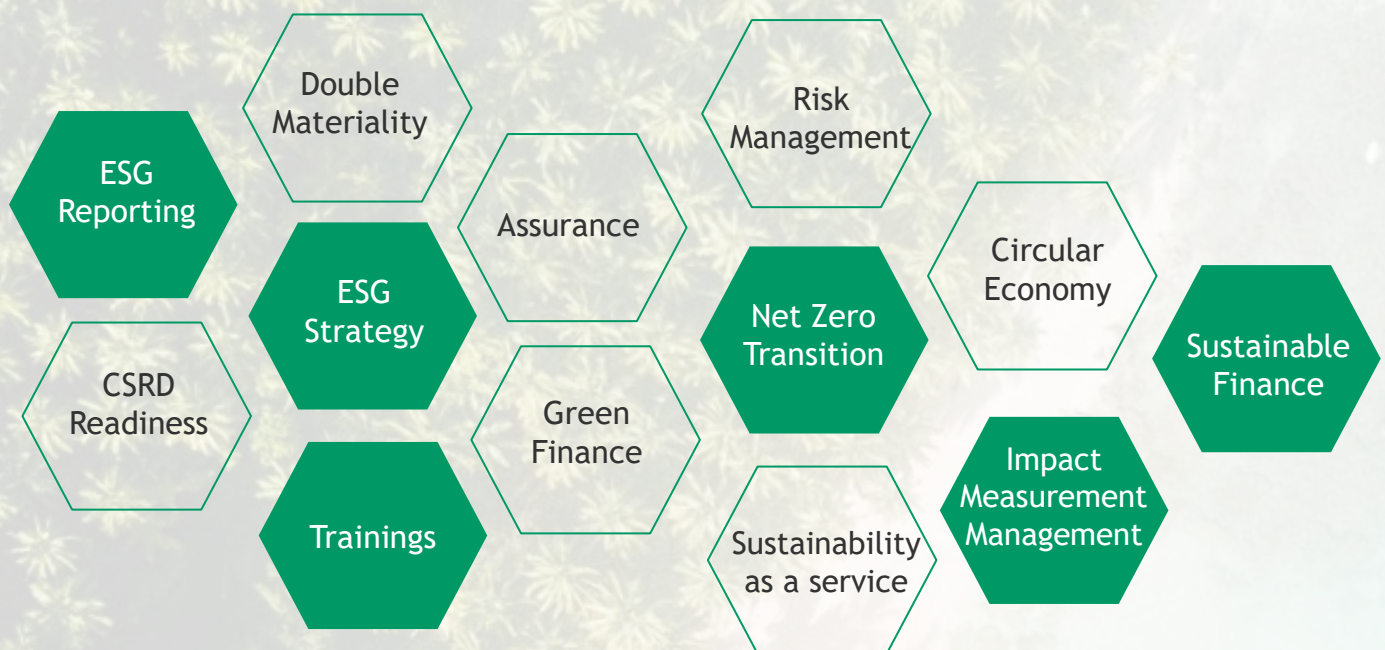 Double
Materiality
Risk
Management
ESG
Reporting
Assurance
Circular
Economy
ESG
Strategy
Net Zero
Transition
Sustainable
Finance
CSRD
Readiness
Green
Finance
Impact
Measurement
Management
Trainings
Sustainability
as a service